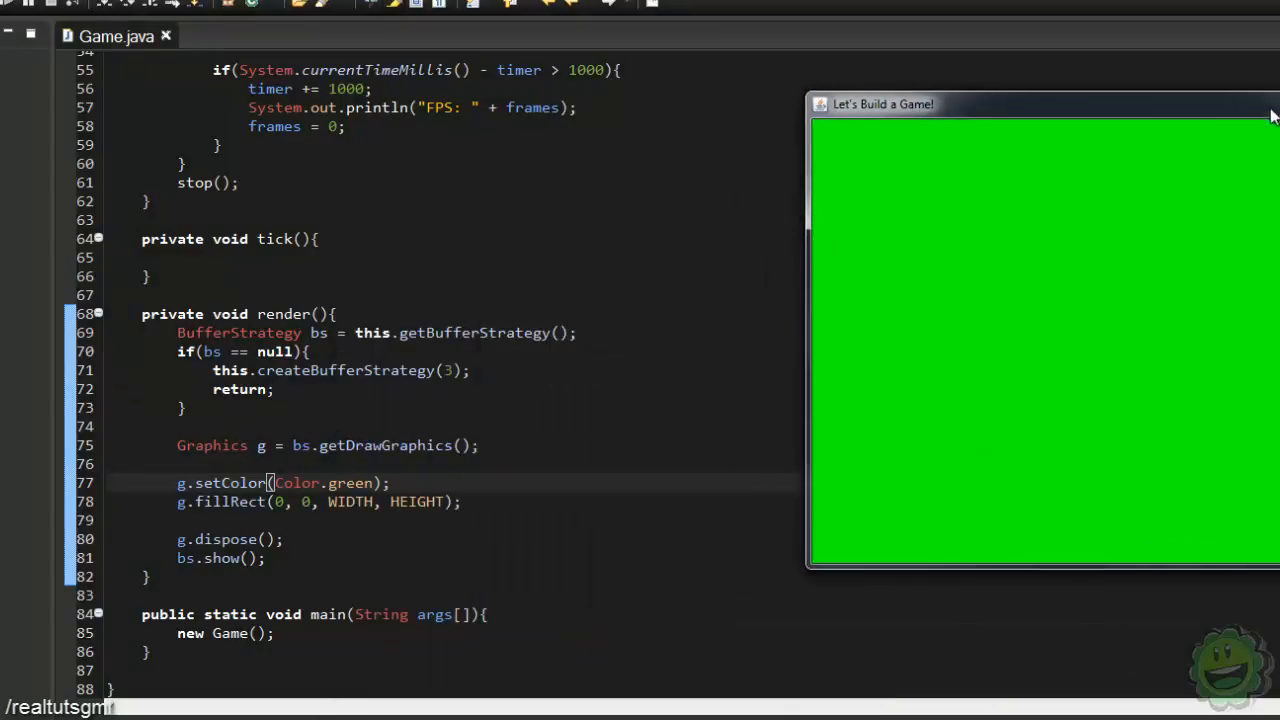 Game.java
54
55 if(System.currentTimeMillis() - timer > 1000){
56 timer += 1000;
57 System.out.println("FPS: " + frames);
58 frames = 0;
59 }
60 }
61 stop();
62 }
63
64 private void tick(){
65
66 }
67
68 private void render(){
69 BufferStrategy bs = this.getBufferStrategy();
70 if(bs == null){
71 this.createBufferStrategy(3);
72 return;
73 }
74
75 Graphics g = bs.getDrawGraphics();
76
77 g.setColor(Color.green);
78 g.fillRect(0, 0, WIDTH, HEIGHT);
79
80 g.dispose();
81 bs.show();
82 }
83
84 public static void main(String args[]){
85 new Game();
86 }
87
88 }
Let's Build a Game!
/realtutsgml